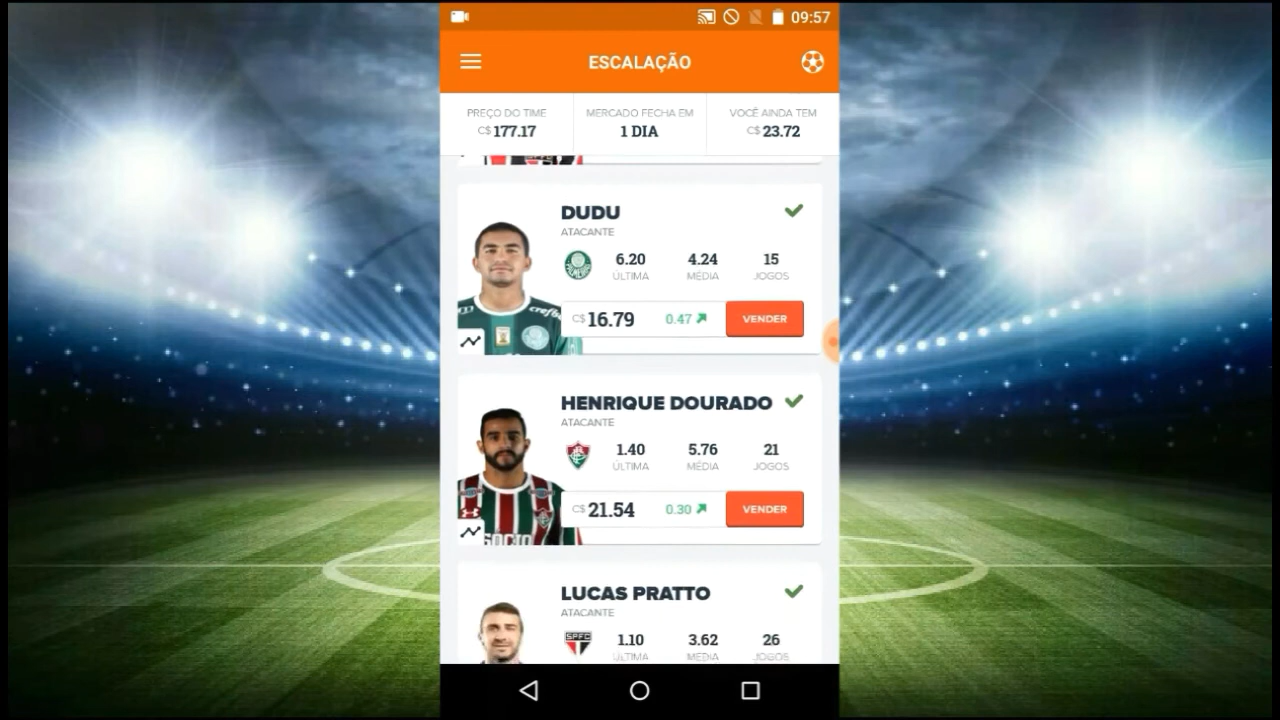 09:57
ESCALAÇÃO
PREÇO DO TIME
C$ 177.17
MERCADO FECHA EM
1 DIA
VOCÊ AINDA TEM
C$ 23.72
DUDU
ATACANTE
6.20 4.24 15
ÚLTIMA MÉDIA JOGOS
C$ 16.79 0.47 VENDER
HENRIQUE DOURADO
ATACANTE
1.40 5.76 21
ÚLTIMA MÉDIA JOGOS
C$ 21.54 0.30 VENDER
LUCAS PRATTO
ATACANTE
SPFC
1.10 3.62 26
ÚLTIMA MÉDIA JOGOS